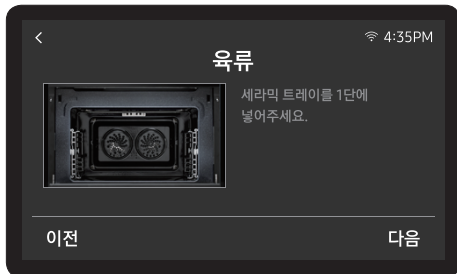 4:35PM
육류
세라믹 트레이를 1단에
넣어주세요.
이전
다음